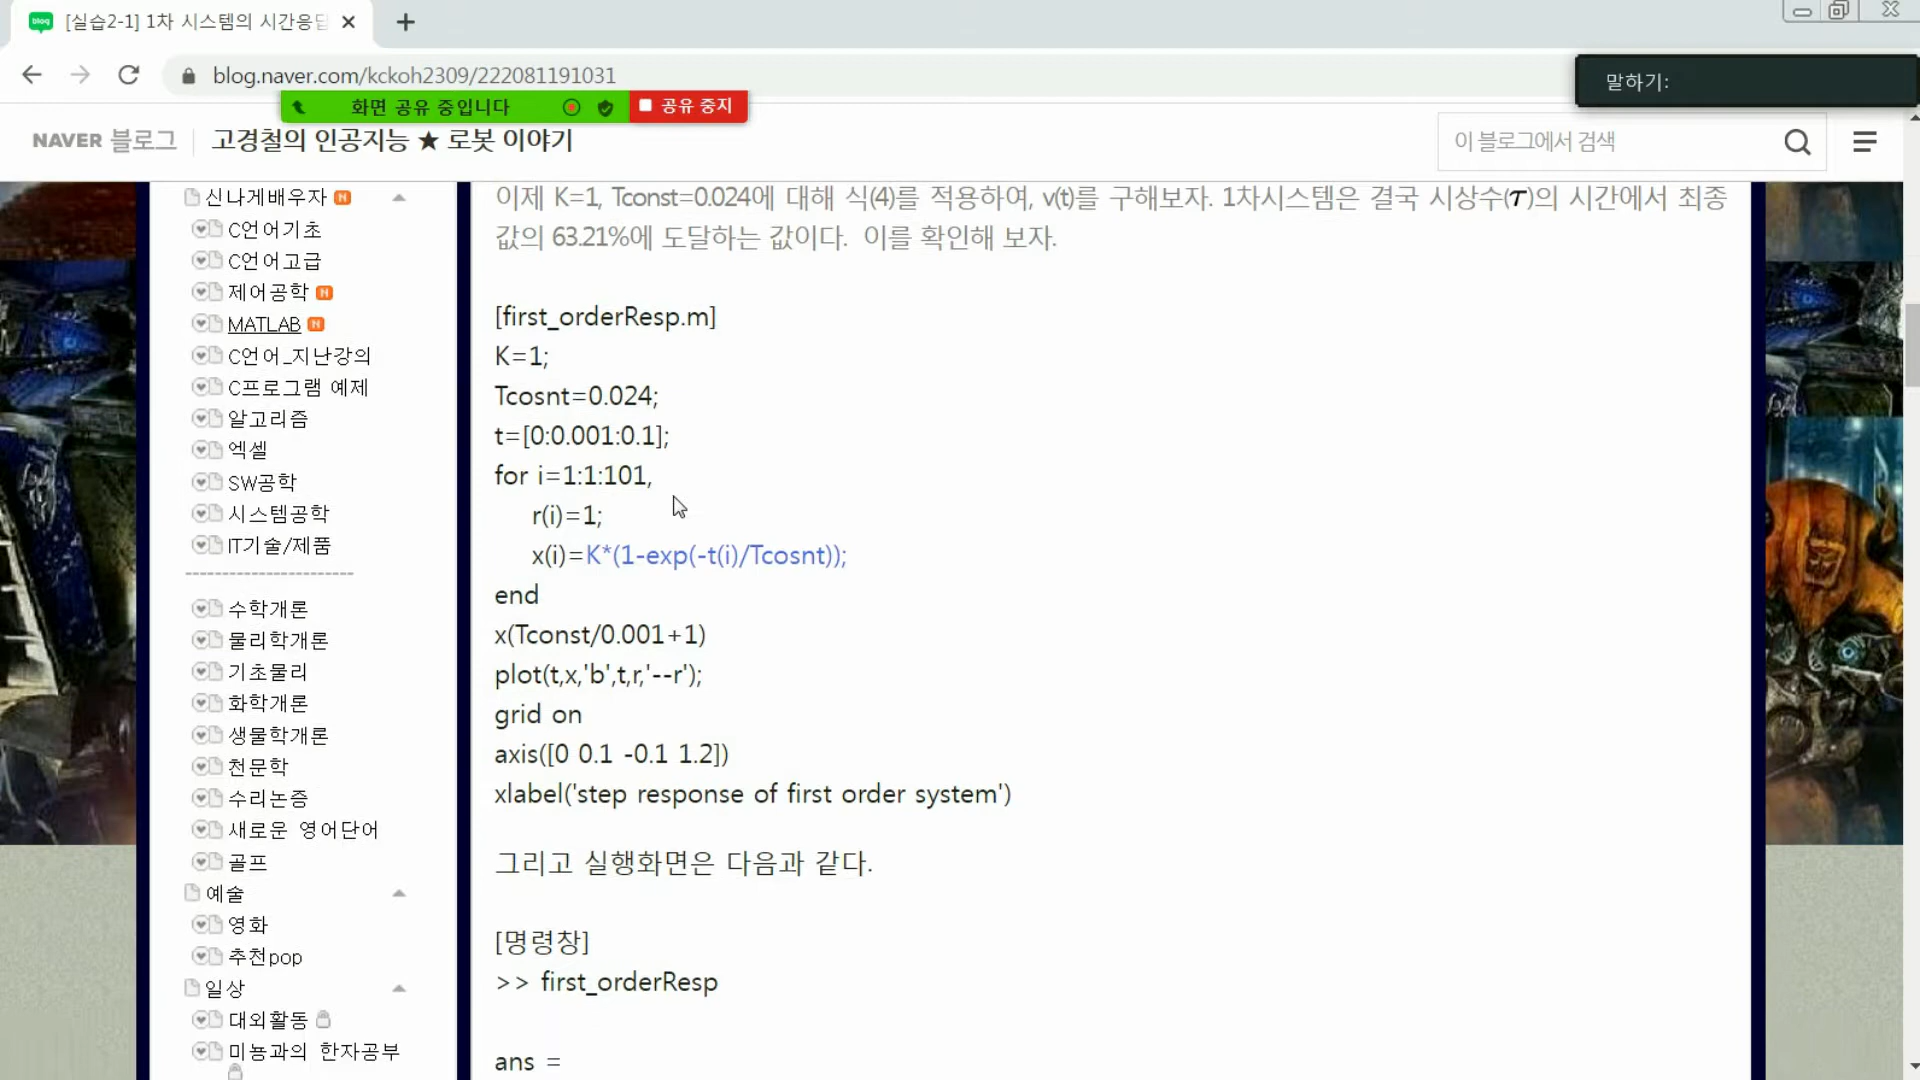 [실습2-1] 1차 시스템의 시간응답
blog.naver.com/kckoh2309/222081191031
말하기:
화면 공유 중입니다
공유 중지
NAVER 블로그
고경철의 인공지능 ★ 로봇 이야기
이 블로그에서 검색
신나게배우자
C언어기초
C언어고급
제어공학
MATLAB
C언어_지난강의
C프로그램 예제
알고리즘
엑셀
SW공학
시스템공학
IT기술/제품
-----------------------
수학개론
물리학개론
기초물리
화학개론
생물학개론
천문학
수리논증
새로운 영어단어
골프
예술
영화
추천pop
일상
대외활동
미뇽과의 한자공부
이제 K=1, Tconst=0.024에 대해 식(4)를 적용하여, v(t)를 구해보자. 1차시스템은 결국 시상수(τ)의 시간에서 최종
값의 63.21%에 도달하는 값이다. 이를 확인해 보자.
[first_orderResp.m]
K=1;
Tcosnt=0.024;
t=[0:0.001:0.1];
for i=1:1:101,
r(i)=1;
x(i)=K*(1-exp(-t(i)/Tcosnt));
end
x(Tconst/0.001+1)
plot(t,x,'b',t,r,'--r');
grid on
axis([0 0.1 -0.1 1.2])
xlabel('step response of first order system')
그리고 실행화면은 다음과 같다.
[명령창]
>> first_orderResp
ans =